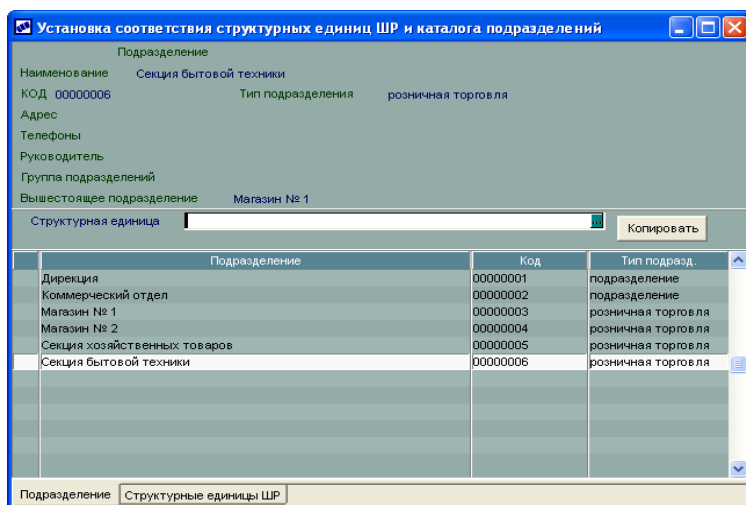 Установка соответствия структурных единиц ШР и каталога подразделений
Подразделение
Наименование Секция бытовой техники
КОД 00000006 Тип подразделения розничная торговля
Адрес
Телефоны
Руководитель
Группа подразделений
Вышестоящее подразделение Магазин № 1
Структурная единица ... Копировать
Подразделение Код Тип подразд.
Дирекция 00000001 подразделение
Коммерческий отдел 00000002 подразделение
Магазин № 1 00000003 розничная торговля
Магазин № 2 00000004 розничная торговля
Секция хозяйственных товаров 00000005 розничная торговля
Секция бытовой техники 00000006 розничная торговля
Подразделение Структурные единицы ШР